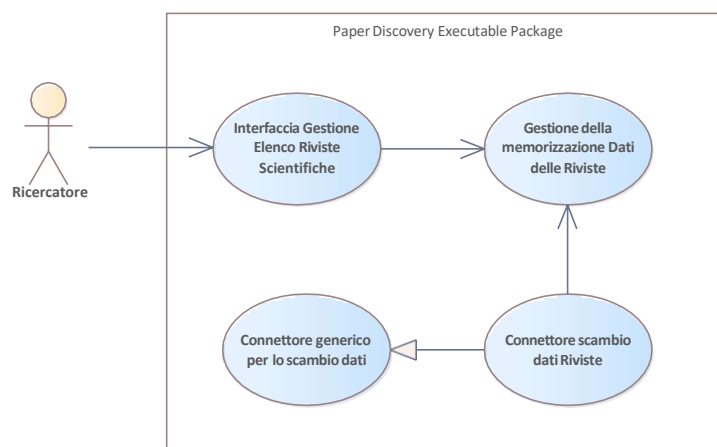 Paper Discovery Executable Package
Interfaccia Gestione
Elenco Riviste
Scientifiche
Gestione della
memorizzazione Dati
delle Riviste
Ricercatore
Connettore generico
per lo scambio dati
Connettore scambio
dati Riviste